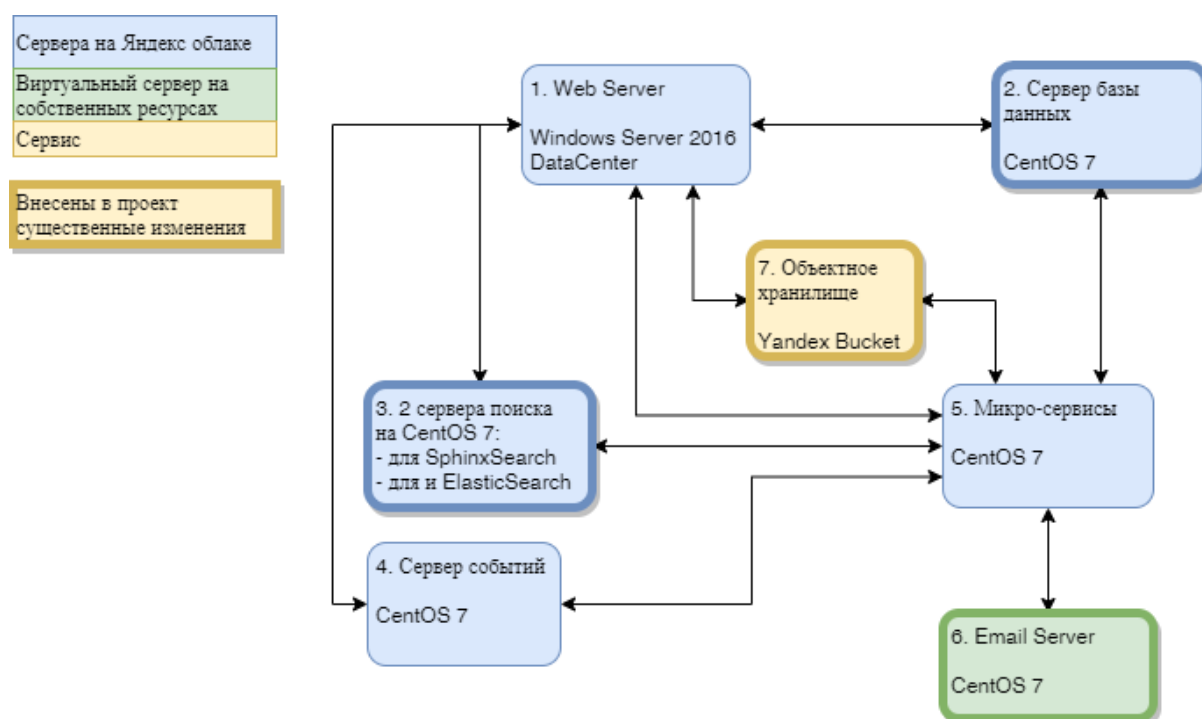 Сервера на Яндекс облаке
Виртуальный сервер на
собственных ресурсах
Сервис
Внесены в проект
существенные изменения
1. Web Server
Windows Server 2016
DataCenter
2. Сервер базы
данных
CentOS 7
7. Объектное
хранилище
Yandex Bucket
3. 2 сервера поиска
на CentOS 7:
- для SphinxSearch
- для и ElasticSearch
5. Микро-сервисы
CentOS 7
4. Сервер событий
CentOS 7
6. Email Server
CentOS 7